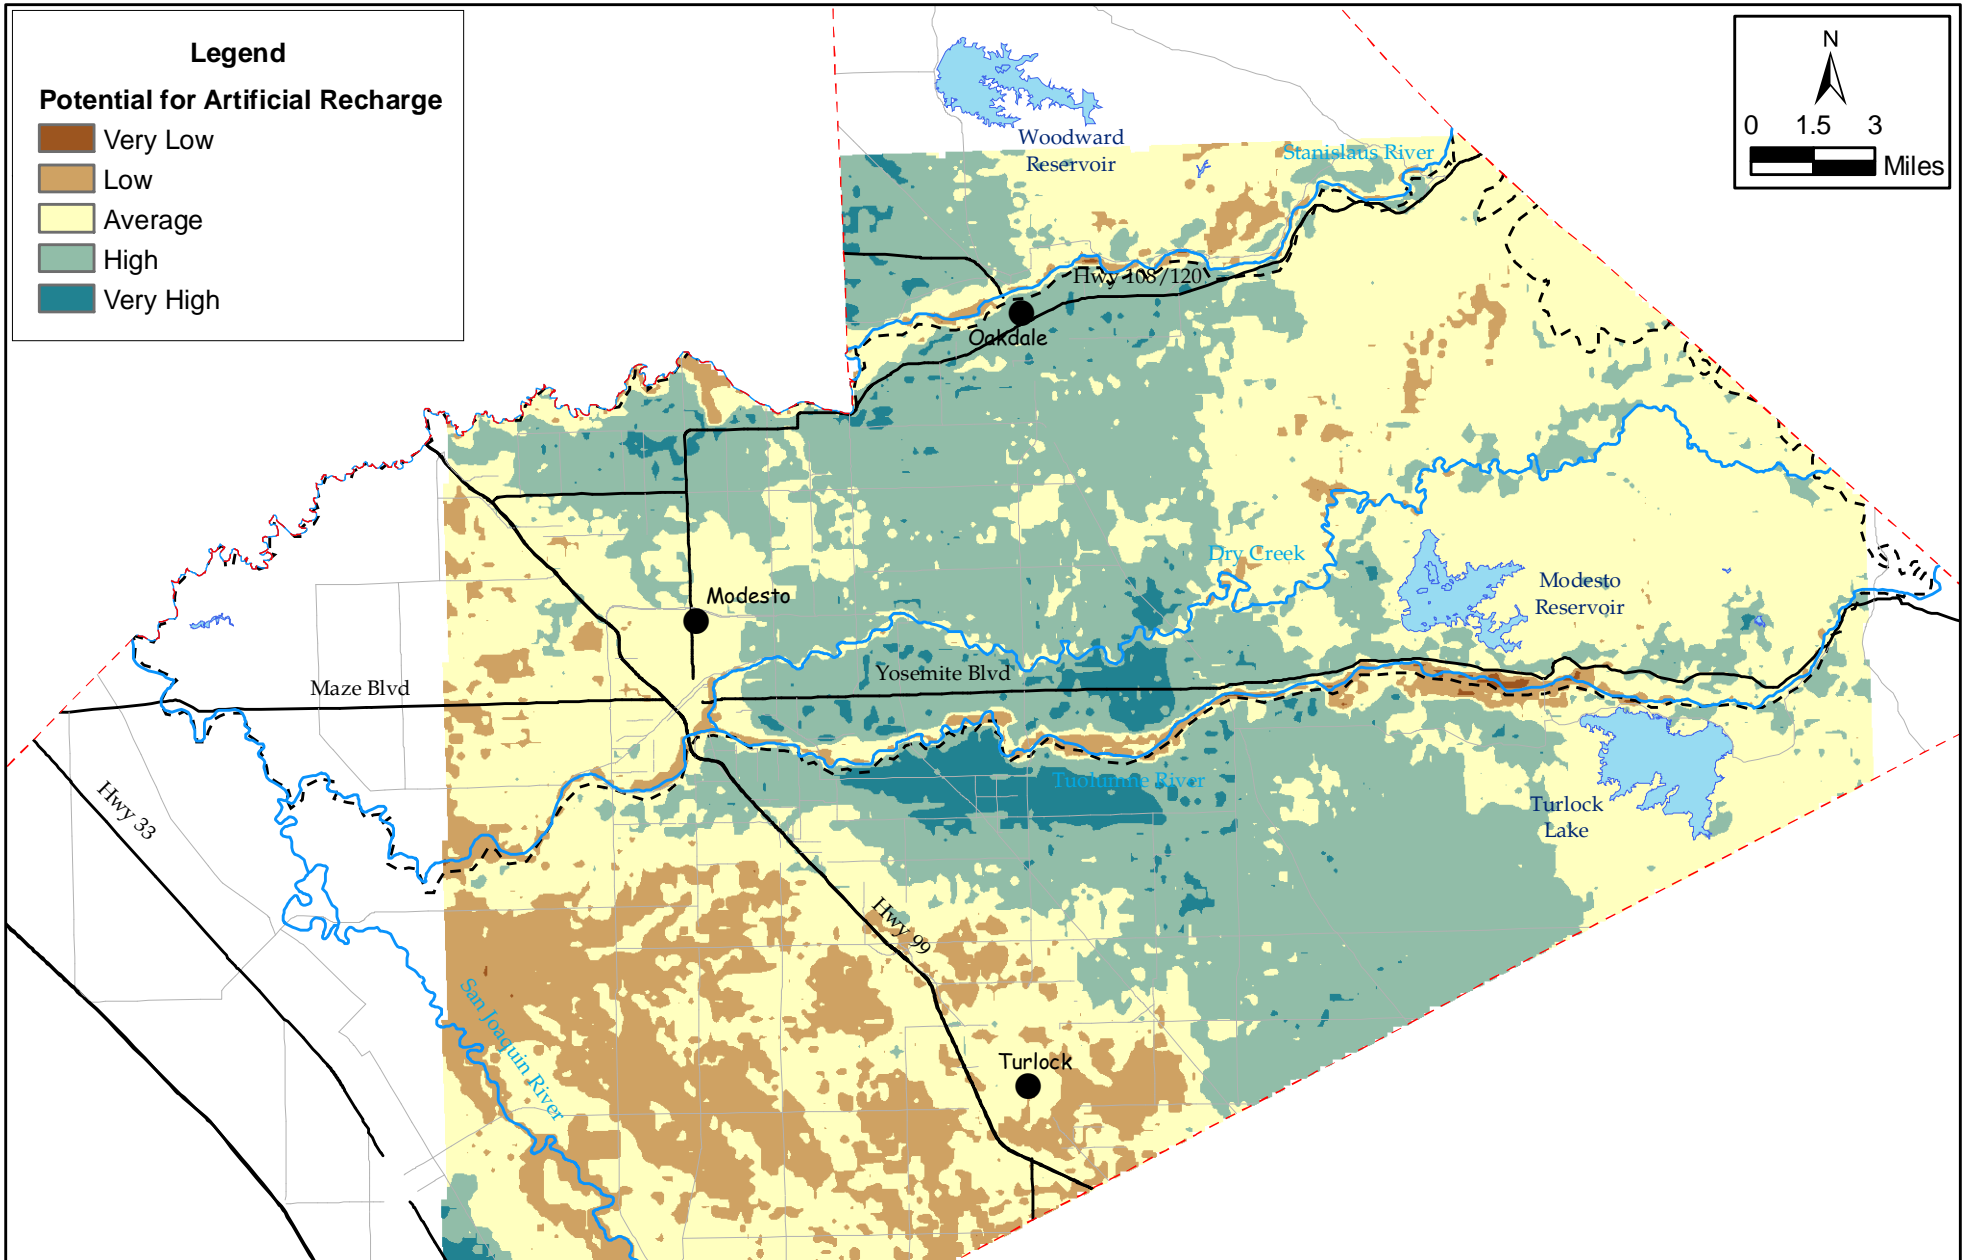 Legend
Potential for Artificial Recharge
Very Low
Low
Average
High
Very High
N
0 1.5 3
Miles
Woodward
Reservoir
Stanislaus River
Hwy 108/120
Oakdale
Dry Creek
Modesto
Reservoir
Modesto
Yosemite Blvd
Maze Blvd
Tuolumne River
Turlock
Lake
Hwy 33
Hwy 99
San Joaquin River
Turlock